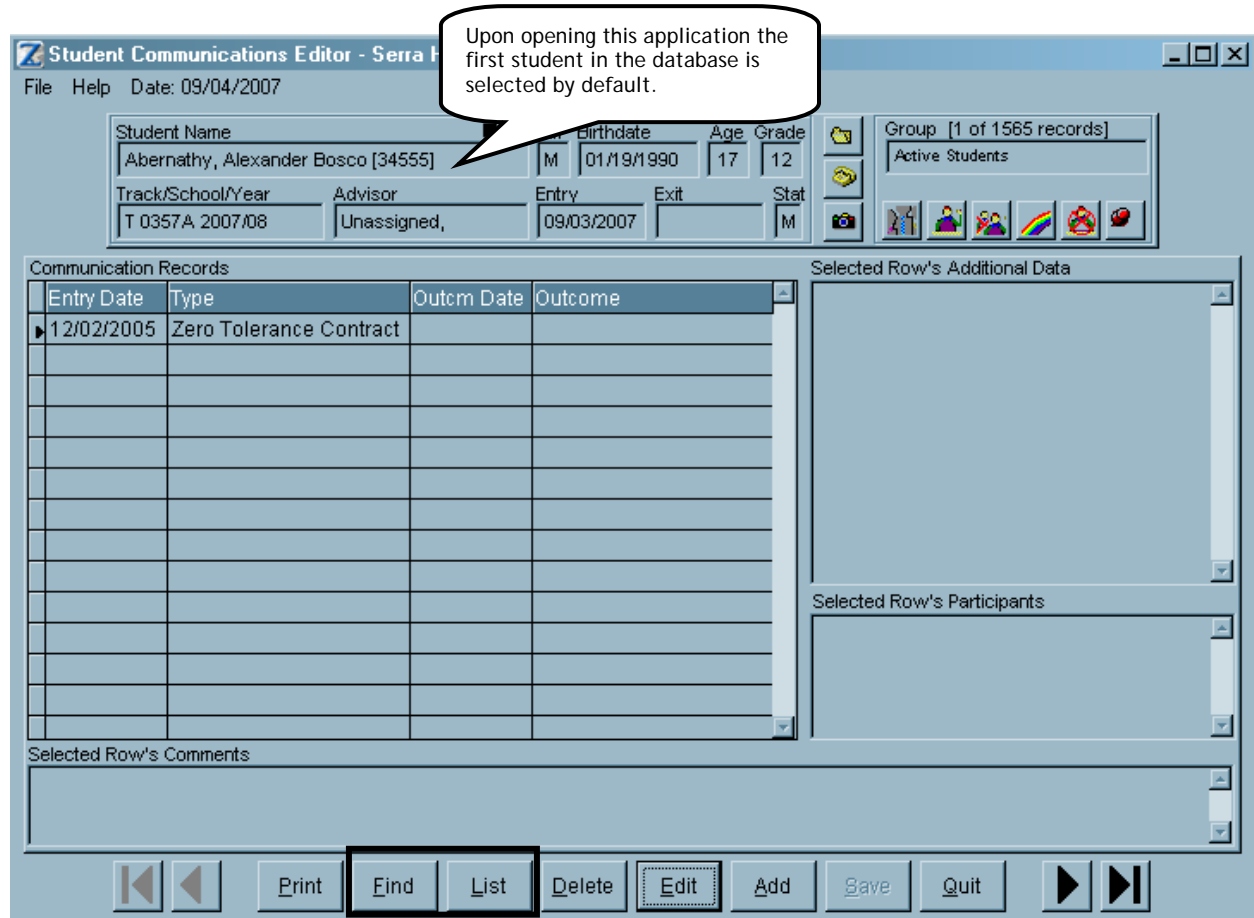 Upon opening this application the
first student in the database is
selected by default.
Student Communications Editor - Serra
File Help Date: 09/04/2007
Student Name Birthdate Age Grade
Abernathy, Alexander Bosco [34555] M 01/19/1990 17 12
Track/School/Year Advisor Entry Exit Stat
T 0357A 2007/08 Unassigned, 09/03/2007 M
Group [1 of 1565 records]
Active Students
Communication Records
Entry Date Type Outcm Date Outcome
12/02/2005 Zero Tolerance Contract
Selected Row's Additional Data
Selected Row's Participants
Selected Row's Comments
Print Find List Delete Edit Add Save Quit